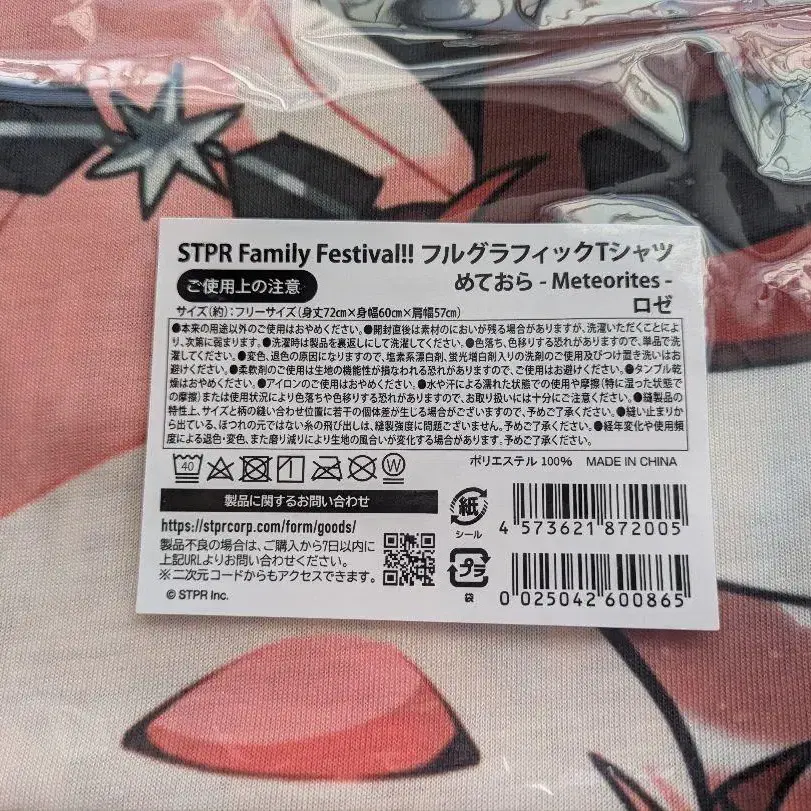 STPR Family Festival!! フルグラフィックTシャツ
ご使用上の注意
めておら - Meteorites -
ロゼ
サイズ(約):フリーサイズ(身丈72㎝×身幅60㎝×肩幅57㎝)
●本来の用途以外のご使用はおやめください。●開封直後は素材のにおいが残る場合がありますが、洗濯いただくことによ
り、次第に弱まります。●洗濯時は製品を裏返しにして洗濯してください。●色落ち、色移りする恐れがありますので、単品で洗
濯してください。●変色、退色の原因になりますので、塩素系漂白剤、蛍光増白剤入りの洗剤のご使用及びつけ置き洗いはお
避けください。●柔軟剤のご使用は生地の機能性が損なわれる恐れがありますので、ご使用はお避けください。●タンブル乾
燥はおやめください。●アイロンのご使用はおやめください。●水や汗による濡れた状態での使用や摩擦(特に湿った状態で
の摩擦)または使用状況により色落ちや色移りする恐れがありますので、お取り扱いには十分にご注意ください。●縫製品の
特性上、サイズと柄の縫い合わせ位置に若干の個体差が生じる場合がございますので、予めご了承ください。●縫い止まりか
ら出ている、ほつれの元ではない糸の飛び出しは、縫製強度に問題ございません。予めご了承ください。●経年変化や使用頻
度による退色・変色、また磨り減りにより生地の風合いが変化する場合があります。予めご了承ください。
40
W
ポリエステル 100% MADE IN CHINA
製品に関するお問い合わせ
https://stprcorp.com/form/goods/
製品不良の場合は、ご購入から7日以内に
上記URLよりお問い合わせください。
※二次元コードからもアクセスできます。
© STPR Inc.
紙
シール
プラ
袋
4 573621 872005
0 025042 600865